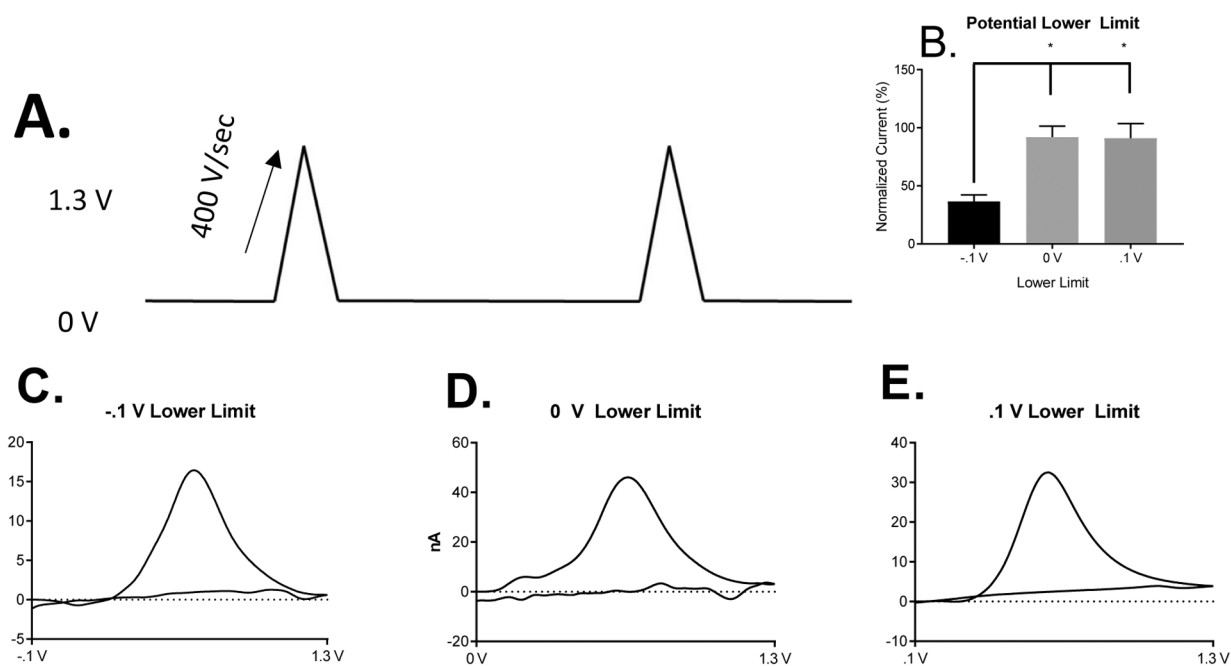 A.
1.3 V
400 V/sec
0 V
B.
Potential Lower Limit
* *
Normalized Current (%)
150
100
50
0
-.1 V 0 V .1 V
Lower Limit
C.
-.1 V Lower Limit
20
15
10
5
0
-5
-.1 V 1.3 V
D.
0 V Lower Limit
nA
60
40
20
0
-20
0 V 1.3 V
E.
.1 V Lower Limit
40
30
20
10
0
-10
.1 V 1.3 V